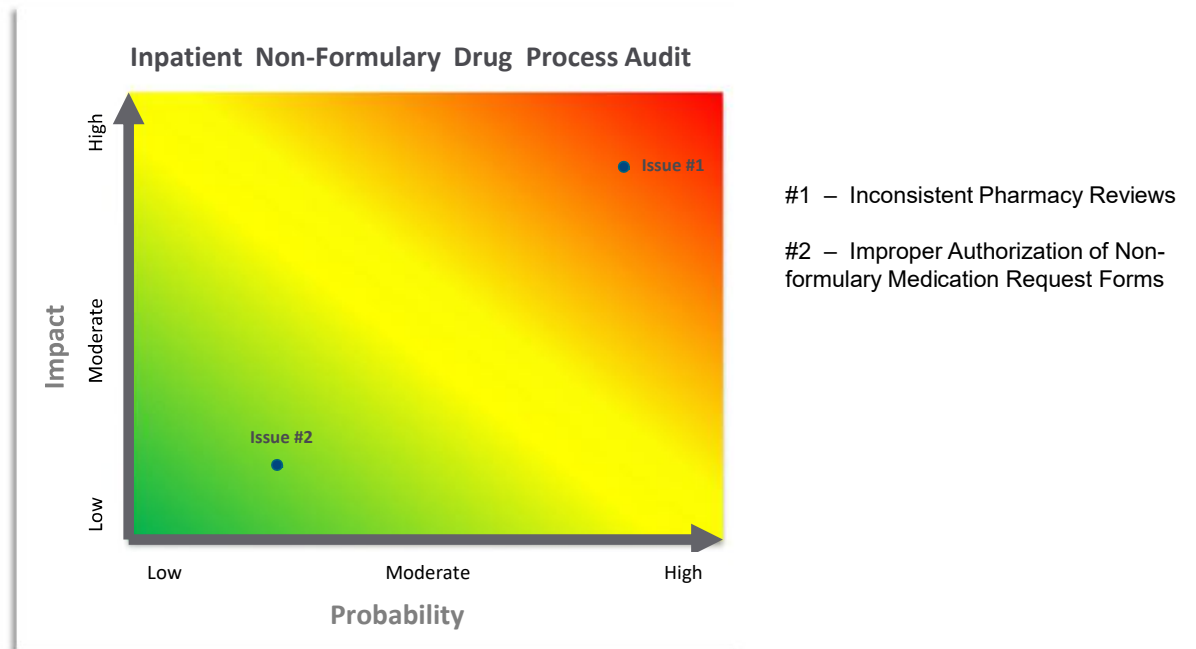 Inpatient Non-Formulary Drug Process Audit
High
Issue #1
#1 – Inconsistent Pharmacy Reviews
#2 – Improper Authorization of Non-
formulary Medication Request Forms
Impact
Moderate
Issue #2
Low
Low Moderate High
Probability